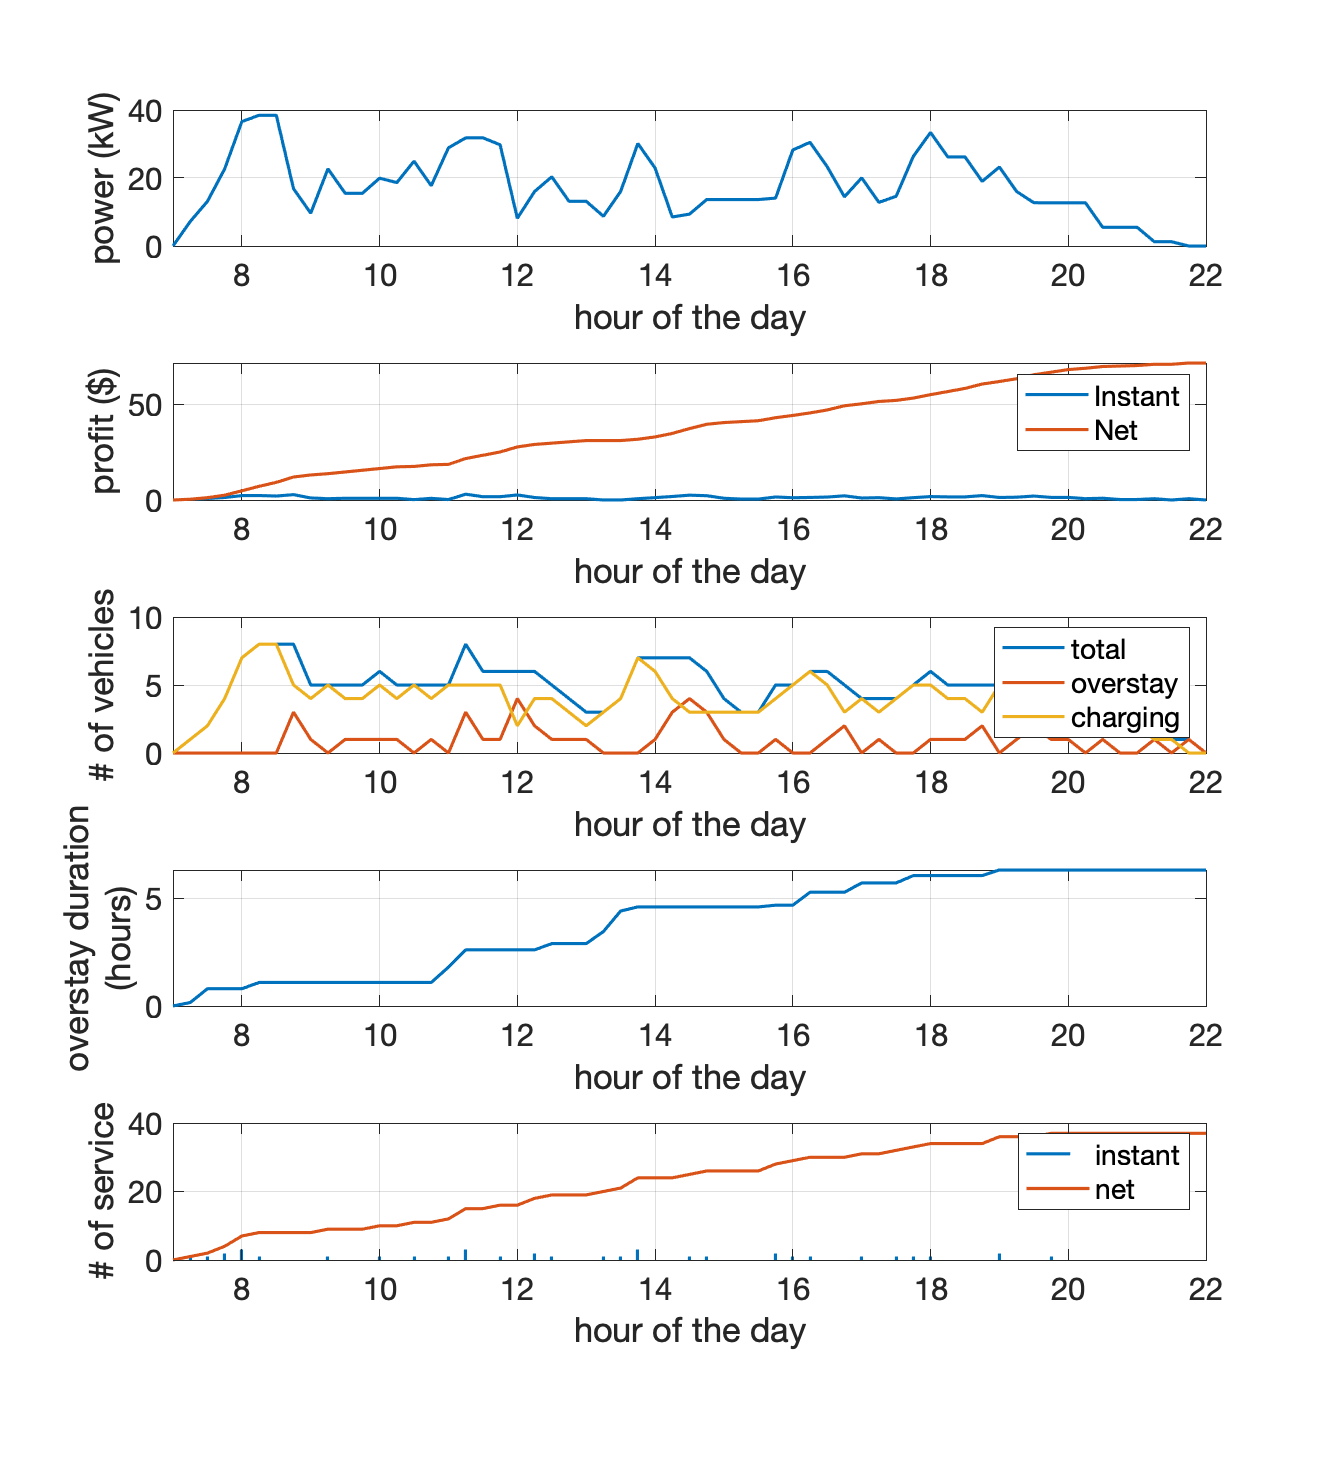 power (kW)
40
20
0
8 10 12 14 16 18 20 22
hour of the day
profit ($)
50
0
Instant
Net
8 10 12 14 16 18 20 22
hour of the day
# of vehicles
10
5
0
total
overstay
charging
8 10 12 14 16 18 20 22
hour of the day
overstay duration
(hours)
5
0
8 10 12 14 16 18 20 22
hour of the day
# of service
40
20
0
instant
net
8 10 12 14 16 18 20 22
hour of the day